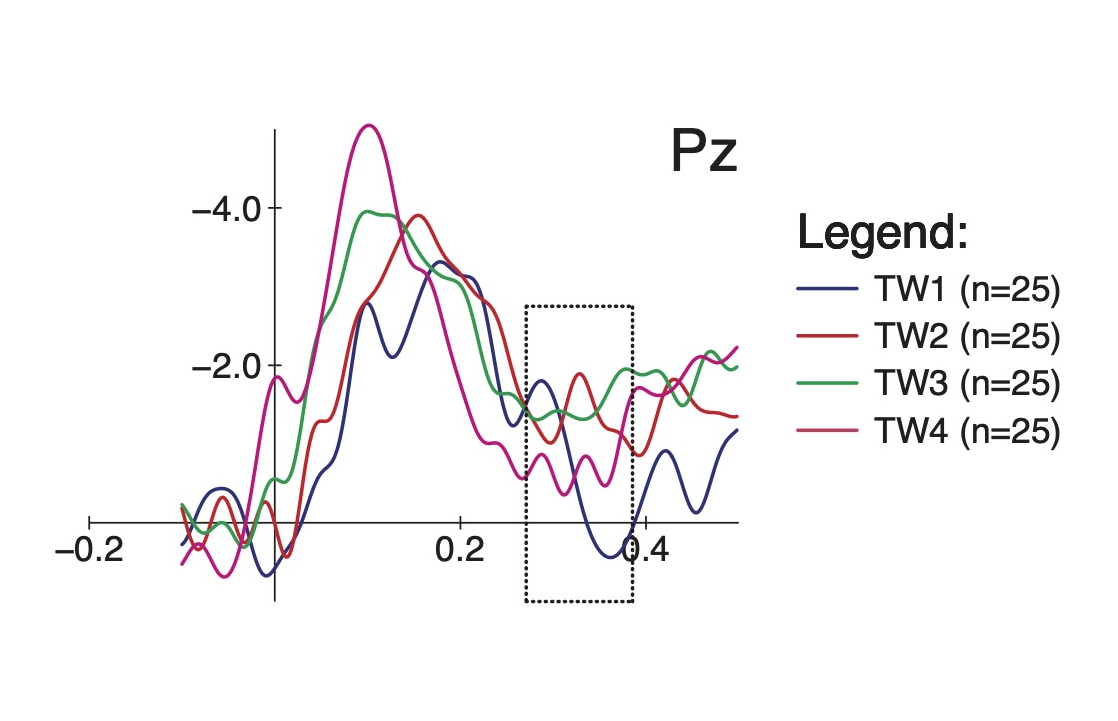 Pz
−4.0
−2.0
−0.2
0.2
0.4
Legend:
TW1 (n=25)
TW2 (n=25)
TW3 (n=25)
TW4 (n=25)